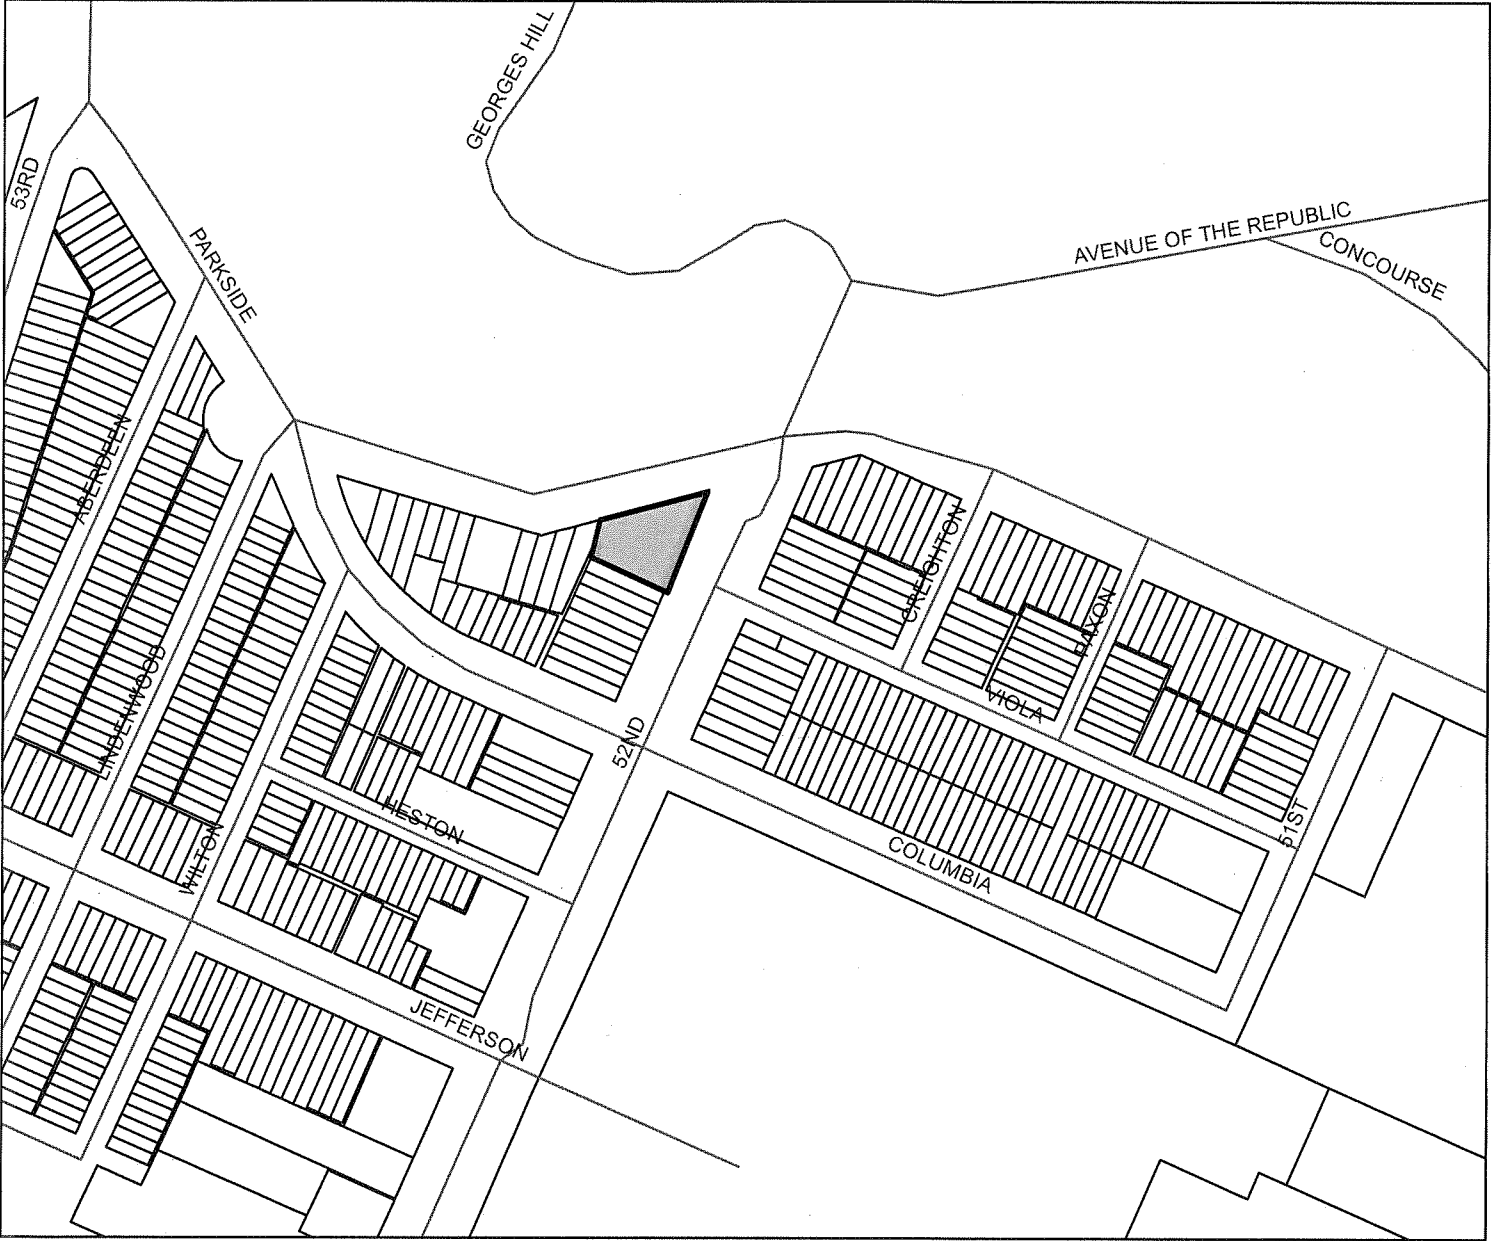 GEORGES HILL
53RD
AVENUE OF THE REPUBLIC
CONCOURSE
PARKSIDE
ABERDEEN
CREIGHTON
PAXON
LINDENWOOD
VIOLA
52ND
HESTON
51ST
WILTON
COLUMBIA
JEFFERSON